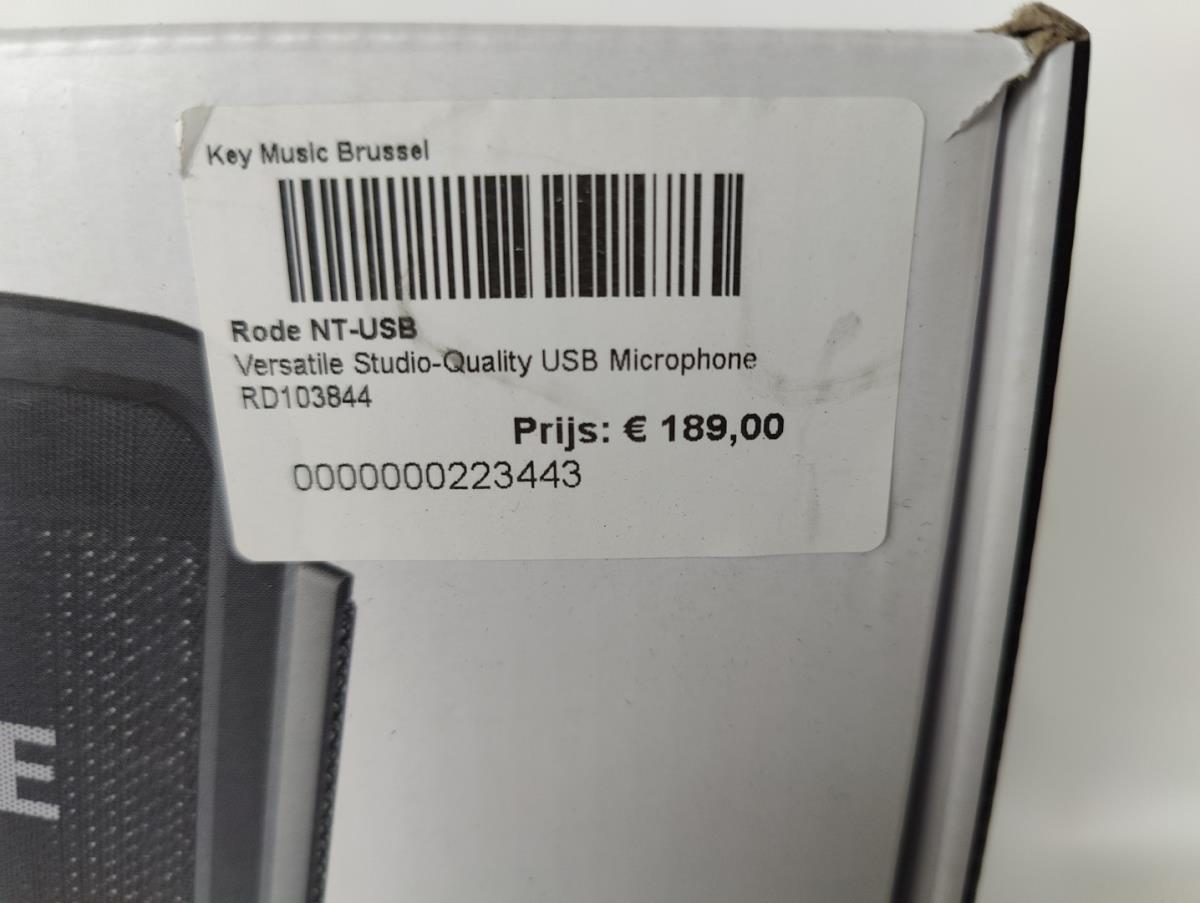 Key Music Brussel
Rode NT-USB
Versatile Studio-Quality USB Microphone
RD103844
Prijs: € 189,00
0000000223443
E